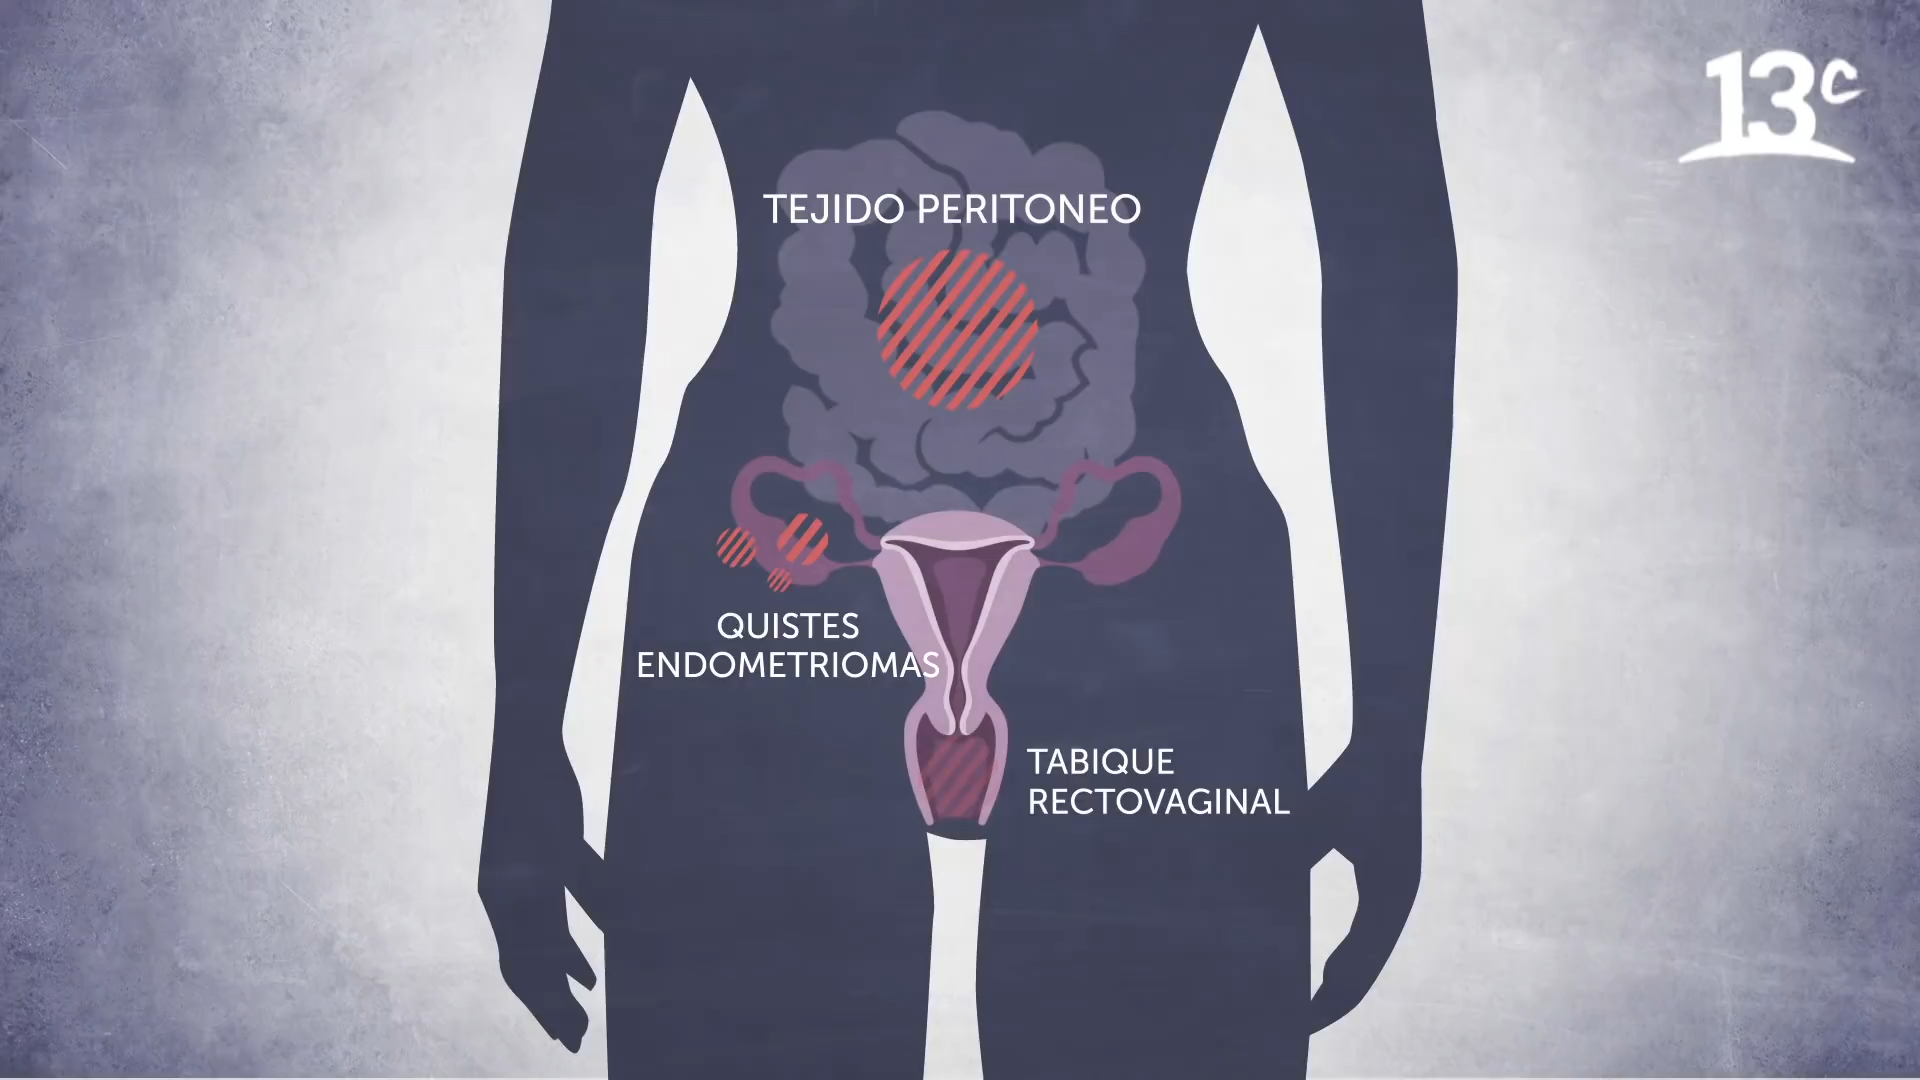 13c
TEJIDO PERITONEO
QUISTES
ENDOMETRIOMAS
TABIQUE
RECTOVAGINAL